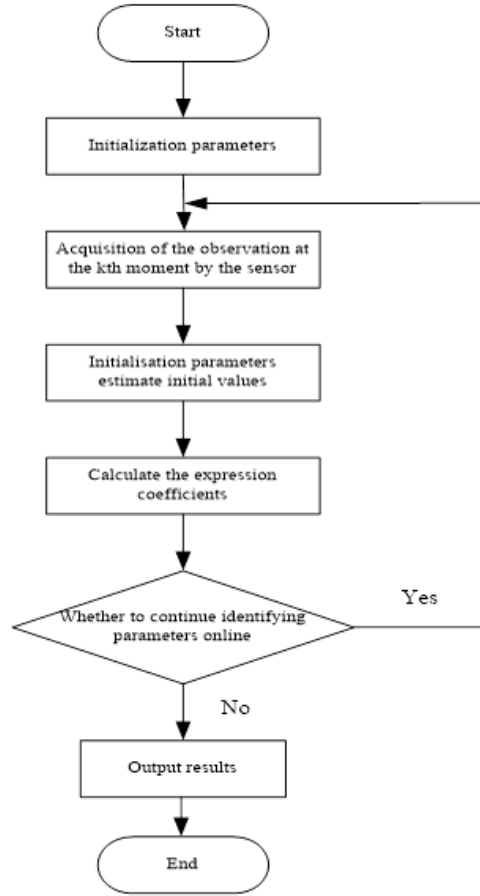 Start
Initialization parameters
Acquisition of the observation at
the kth moment by the sensor
Initialisation parameters
estimate initial values
Calculate the expression
coefficients
Whether to continue identifying
parameters online
Yes
No
Output results
End